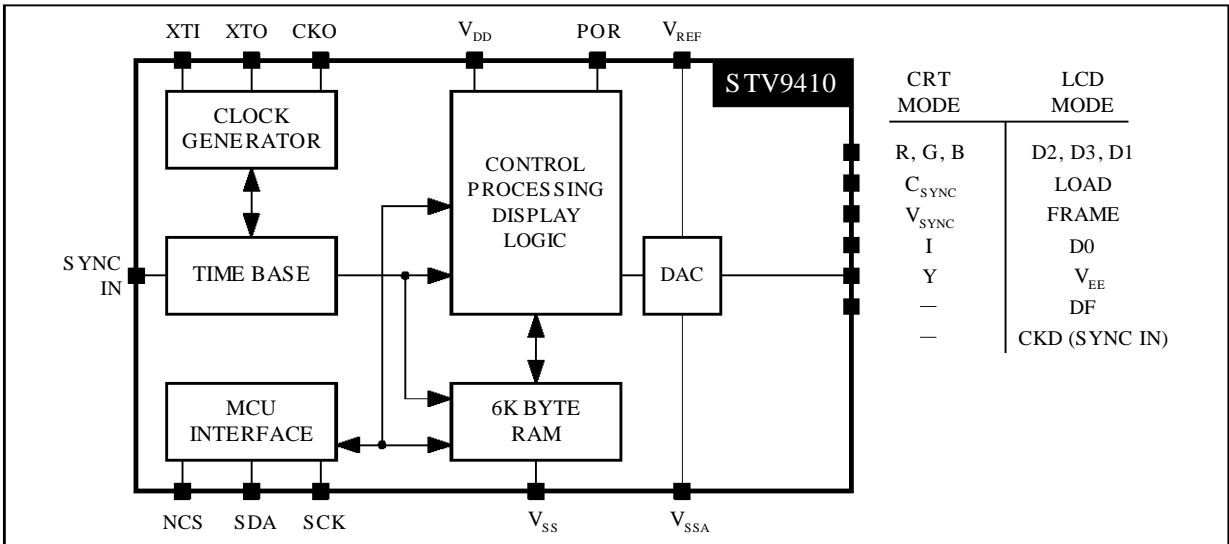 XTI XTO CKO V_DD POR V_REF
STV9410
CRT MODE
LCD MODE
CLOCK
GENERATOR
CONTROL
PROCESSING
DISPLAY
LOGIC
R, G, B D2, D3, D1
C_SYNC LOAD
V_SYNC FRAME
I D0
Y V_EE
— DF
— CKD (SYNC IN)
SYNC
IN
TIME BASE
DAC
MCU
INTERFACE
6K BYTE
RAM
NCS SDA SCK V_SS V_SSA